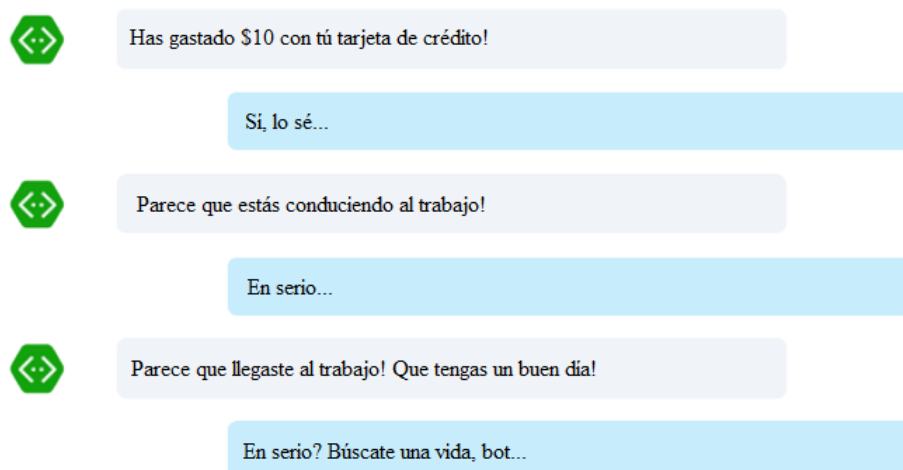 Has gastado $10 con tú tarjeta de crédito!
Sí, lo sé...
Parece que estás conduciendo al trabajo!
En serio...
Parece que llegaste al trabajo! Que tengas un buen día!
En serio? Búscate una vida, bot...